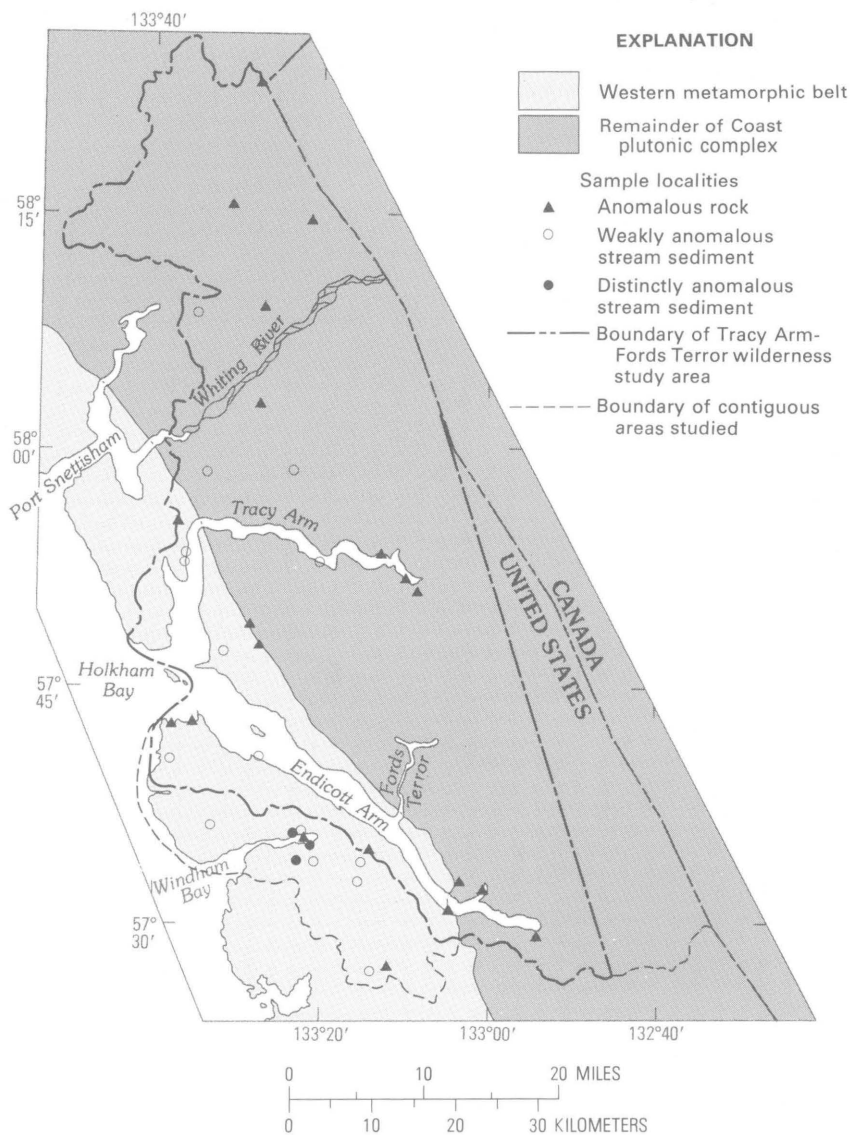 133°40′
EXPLANATION
Western metamorphic belt
Remainder of Coast
plutonic complex
Sample localities
Anomalous rock
Weakly anomalous
stream sediment
Distinctly anomalous
stream sediment
Boundary of Tracy Arm-
Fords Terror wilderness
study area
Boundary of contiguous
areas studied
58°
15′
Whiting River
58°
00′
Port Snettisham
Tracy Arm
CANADA
UNITED STATES
Holkham
Bay
57°
45′
Fords
Terror
Endicott Arm
Windham
Bay
57°
30′
133°20′
133°00′
132°40′
0 10 20 MILES
0 10 20 30 KILOMETERS